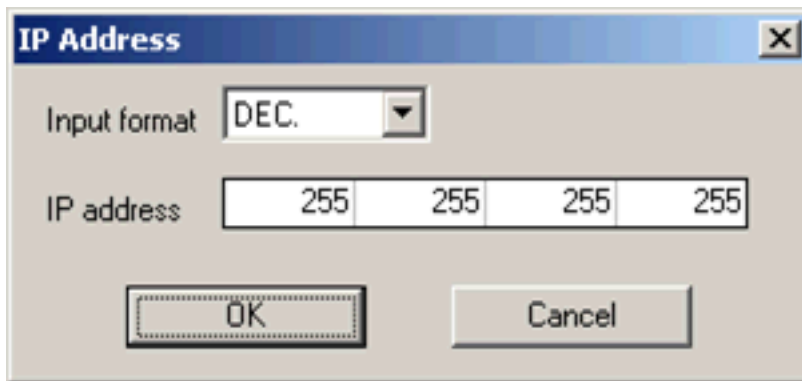 IP Address
Input format DEC.
IP address 255 255 255 255
OK Cancel